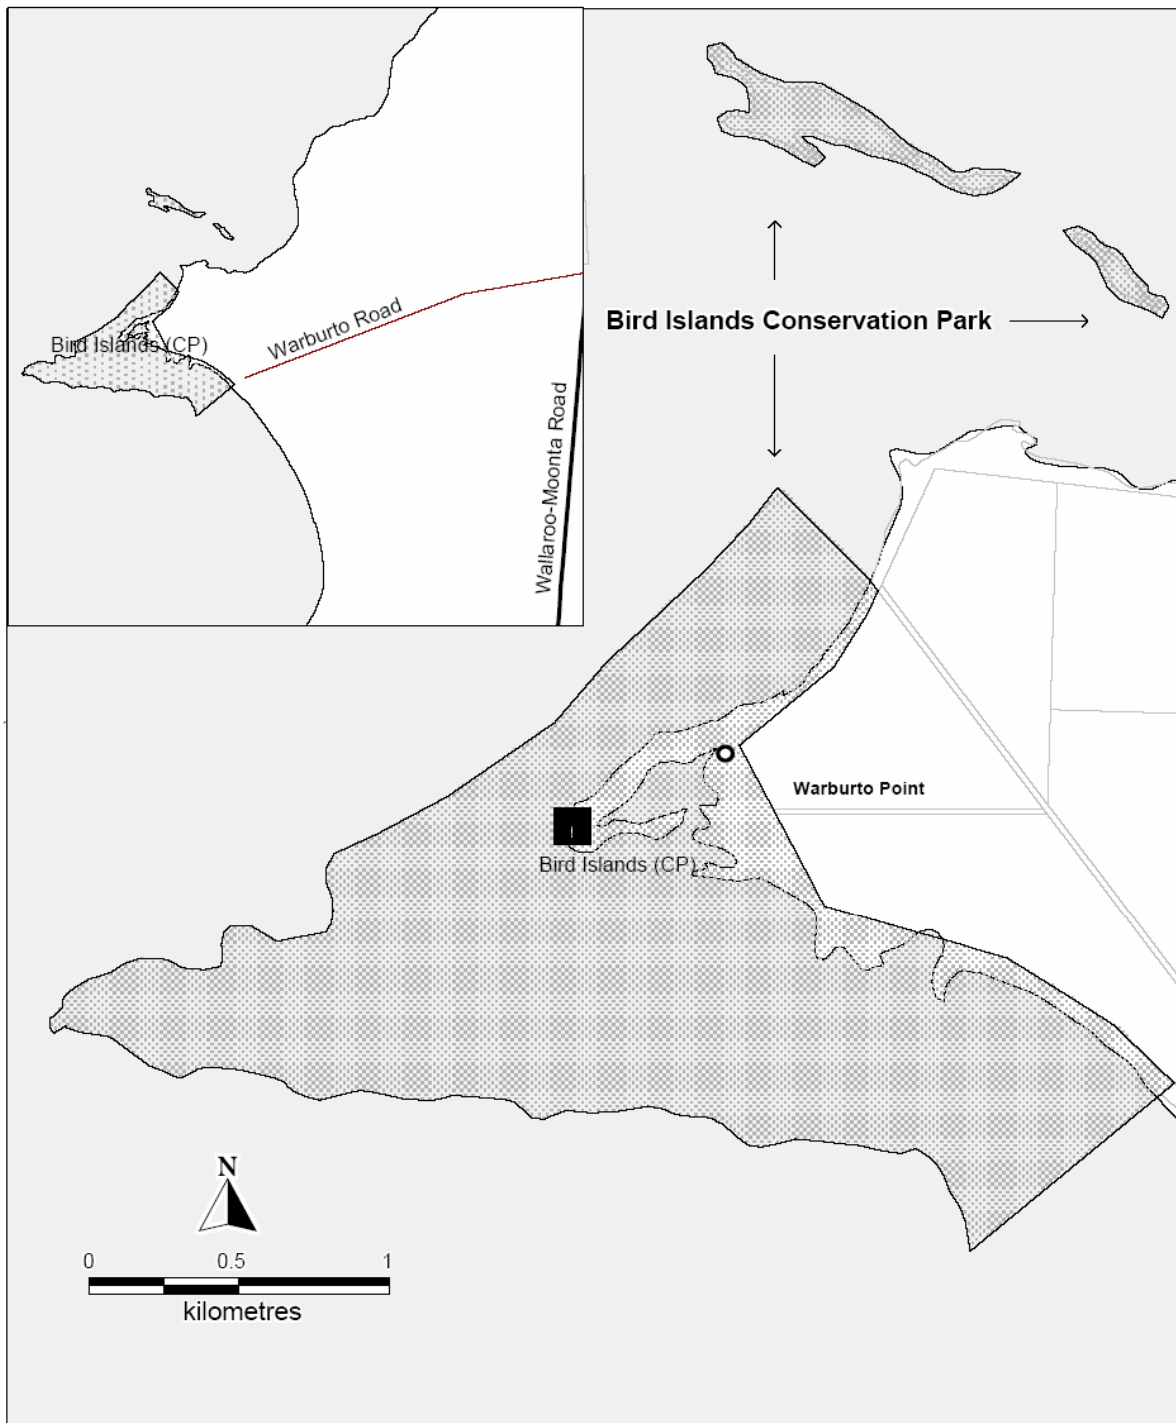 Bird Islands (CP)
Warburto Road
Wallaroo-Moonta Road
Bird Islands Conservation Park
Warburto Point
Bird Islands (CP)
N
0 0.5 1
kilometres